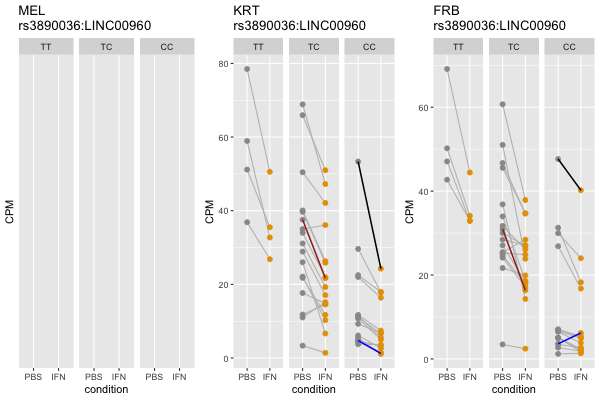 MEL
rs3890036:LINC00960
TT TC CC
CPM
PBS IFN PBS IFN PBS IFN
condition
KRT
rs3890036:LINC00960
TT TC CC
80
60
40
20
0
CPM
PBS IFN PBS IFN PBS IFN
condition
FRB
rs3890036:LINC00960
TT TC CC
60
40
20
0
CPM
PBS IFN PBS IFN PBS IFN
condition